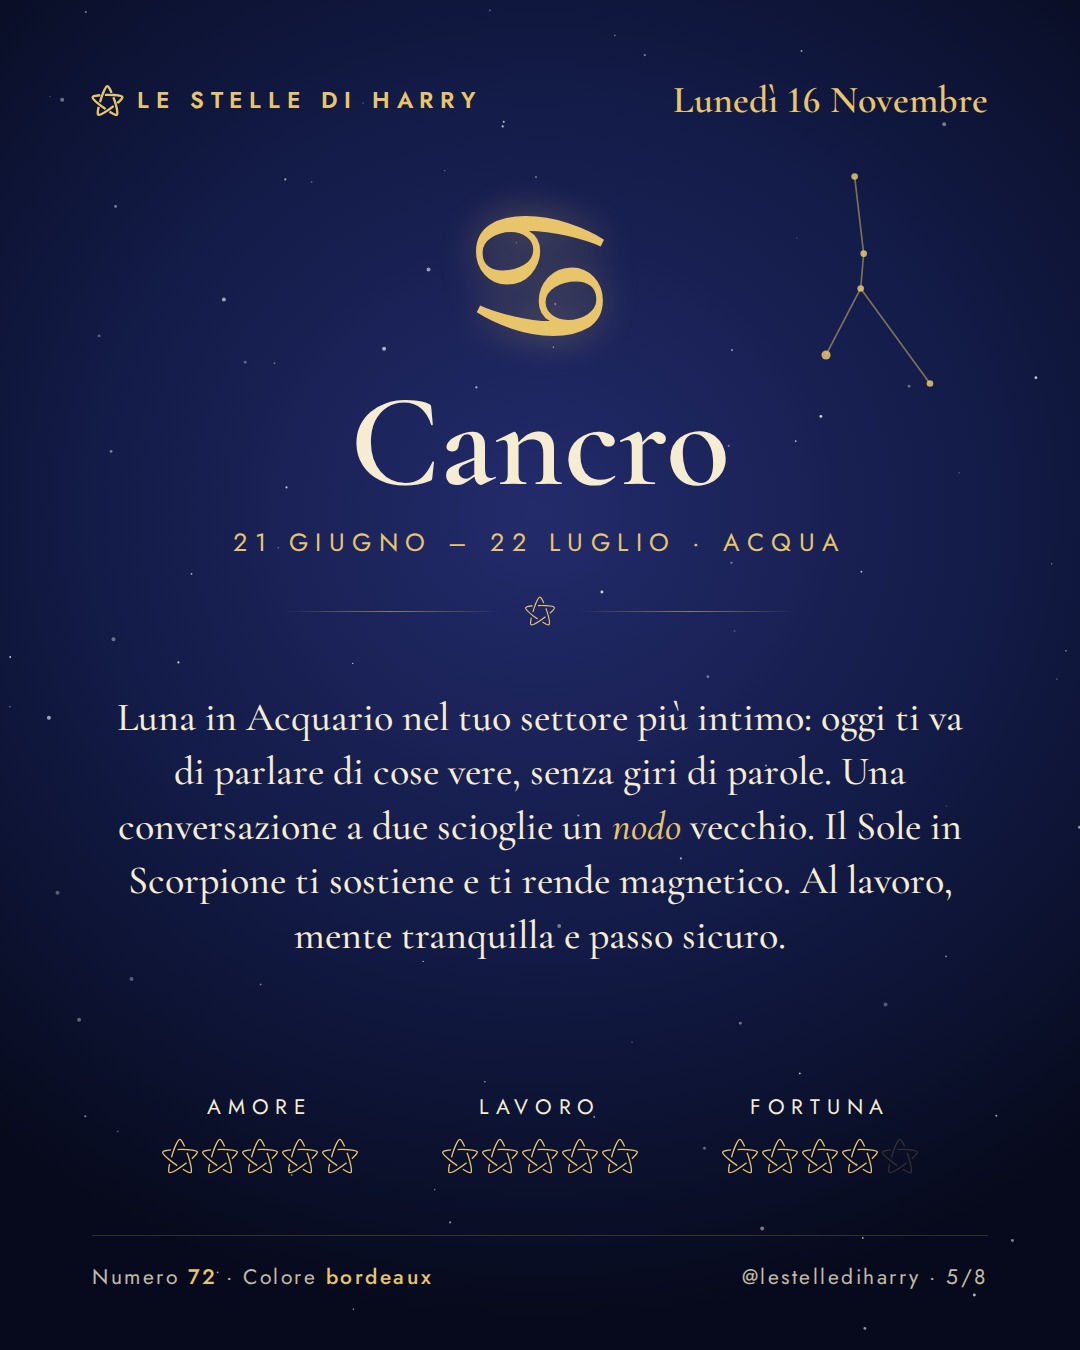 LE STELLE DI HARRY
Lunedì 16 Novembre
Cancro
21 GIUGNO – 22 LUGLIO · ACQUA
Luna in Acquario nel tuo settore più intimo: oggi ti va
di parlare di cose vere, senza giri di parole. Una
conversazione a due scioglie un nodo vecchio. Il Sole in
Scorpione ti sostiene e ti rende magnetico. Al lavoro,
mente tranquilla e passo sicuro.
AMORE
LAVORO
FORTUNA
Numero 72 · Colore bordeaux
@lestellediharry · 5/8